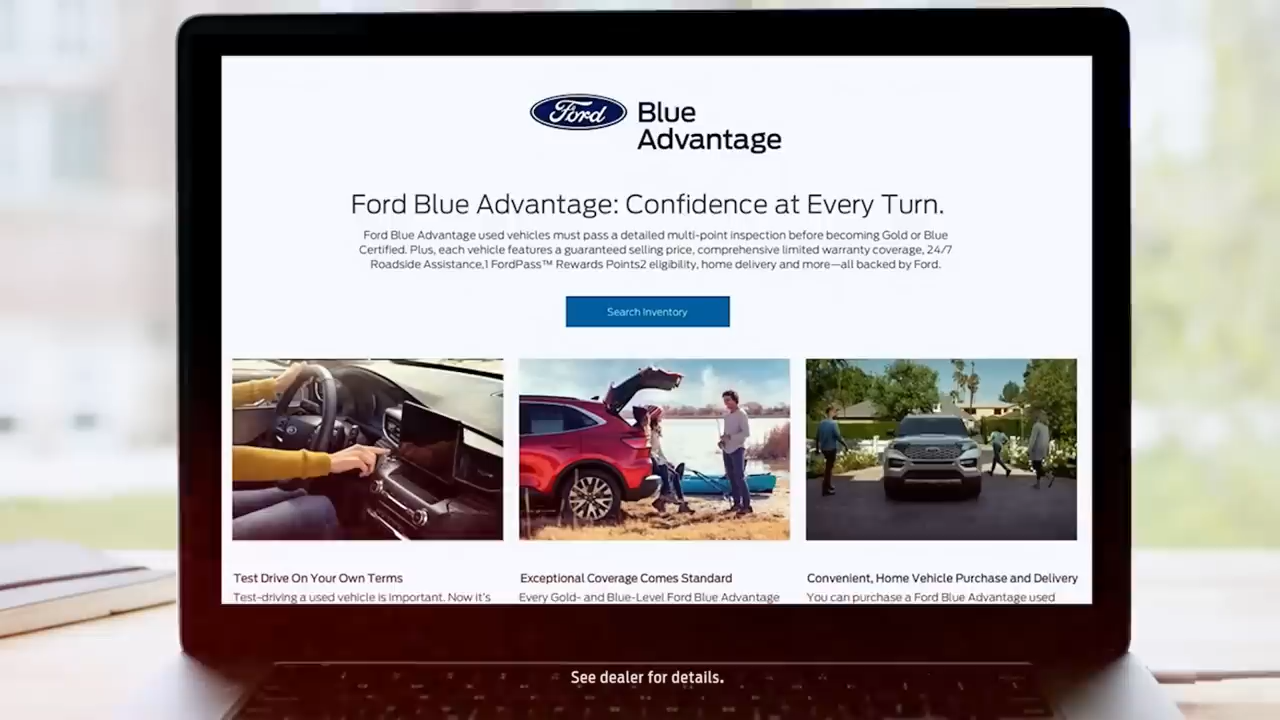 Ford
Blue
Advantage
Ford Blue Advantage: Confidence at Every Turn.
Ford Blue Advantage used vehicles must pass a detailed multi-point inspection before becoming Gold or Blue
Certified. Plus, each vehicle features a guaranteed selling price, comprehensive limited warranty coverage, 24/7
Roadside Assistance,1 FordPass™ Rewards Points2 eligibility, home delivery and more—all backed by Ford.
Search Inventory
Test Drive On Your Own Terms
Test-driving a used vehicle is important. Now it's
Exceptional Coverage Comes Standard
Every Gold- and Blue-Level Ford Blue Advantage
Convenient, Home Vehicle Purchase and Delivery
You can purchase a Ford Blue Advantage used
See dealer for details.